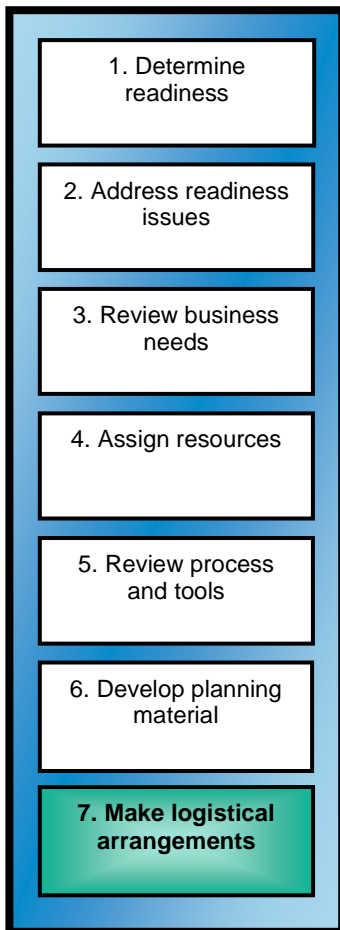 1. Determine
readiness
2. Address readiness
issues
3. Review business
needs
4. Assign resources
5. Review process
and tools
6. Develop planning
material
7. Make logistical
arrangements